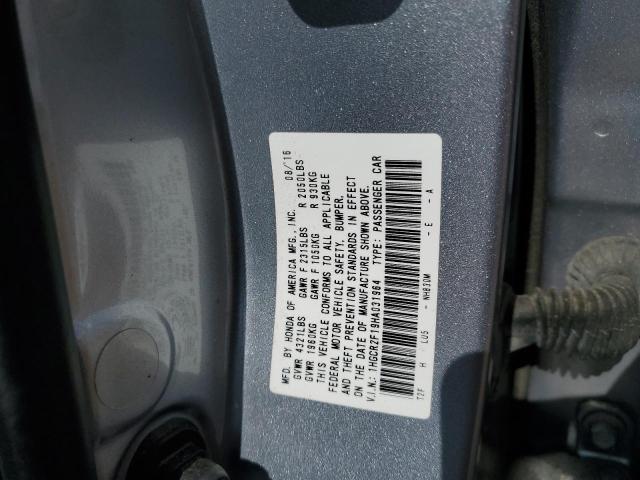 MFD. BY HONDA OF AMERICA MFG., INC. 08/16
GVWR 4321LBS GAWR F 2315LBS R 2050LBS
GVWR 1960KG GAWR F 1050KG R 930KG
THIS VEHICLE CONFORMS TO ALL APPLICABLE
FEDERAL MOTOR VEHICLE SAFETY, BUMPER,
AND THEFT PREVENTION STANDARDS IN EFFECT
ON THE DATE OF MANUFACTURE SHOWN ABOVE.
V.I.N.: 1HGCR2F19HA031984 TYPE: PASSENGER CAR
T2F H LU5 - NH830M - E - A